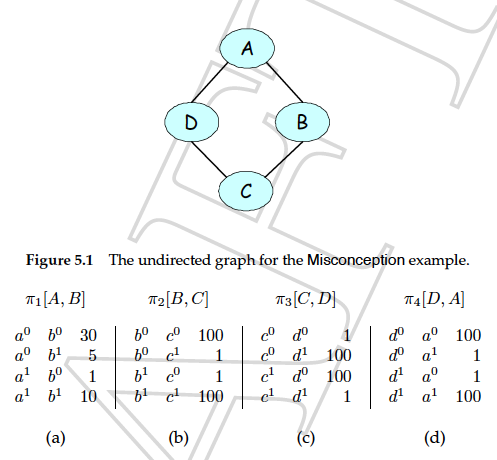 A
D B
C
Figure 5.1 The undirected graph for the Misconception example.
π₁[A, B] π₂[B, C] π₃[C, D] π₄[D, A]
a⁰ b⁰ 30 b⁰ c⁰ 100 c⁰ d⁰ 1 d⁰ a⁰ 100
a⁰ b¹ 5 b⁰ c¹ 1 c⁰ d¹ 100 d⁰ a¹ 1
a¹ b⁰ 1 b¹ c⁰ 1 c¹ d⁰ 100 d¹ a⁰ 1
a¹ b¹ 10 b¹ c¹ 100 c¹ d¹ 1 d¹ a¹ 100
(a) (b) (c) (d)